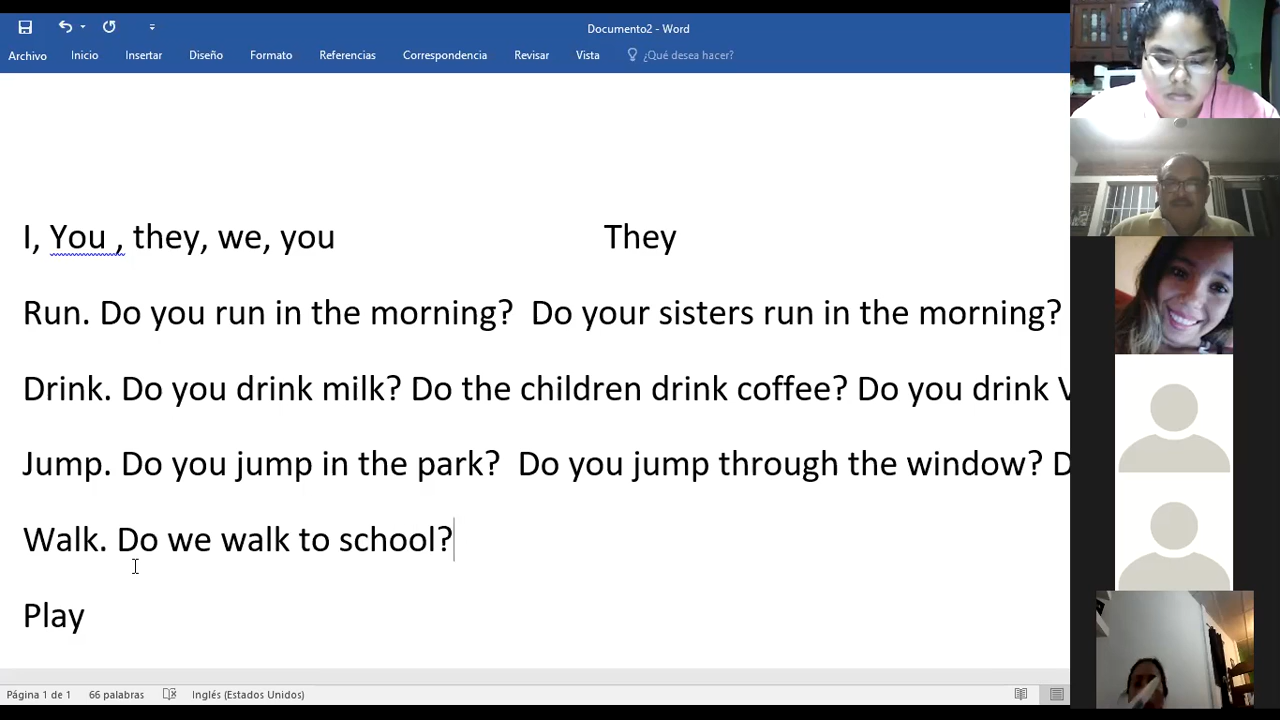 Documento2 - Word
Archivo Inicio Insertar Diseño Formato Referencias Correspondencia Revisar Vista ¿Qué desea hacer?
I, You , they, we, you They
Run. Do you run in the morning? Do your sisters run in the morning?
Drink. Do you drink milk? Do the children drink coffee? Do you drink
Jump. Do you jump in the park? Do you jump through the window?
Walk. Do we walk to school?
Play
Página 1 de 1 66 palabras Inglés (Estados Unidos)